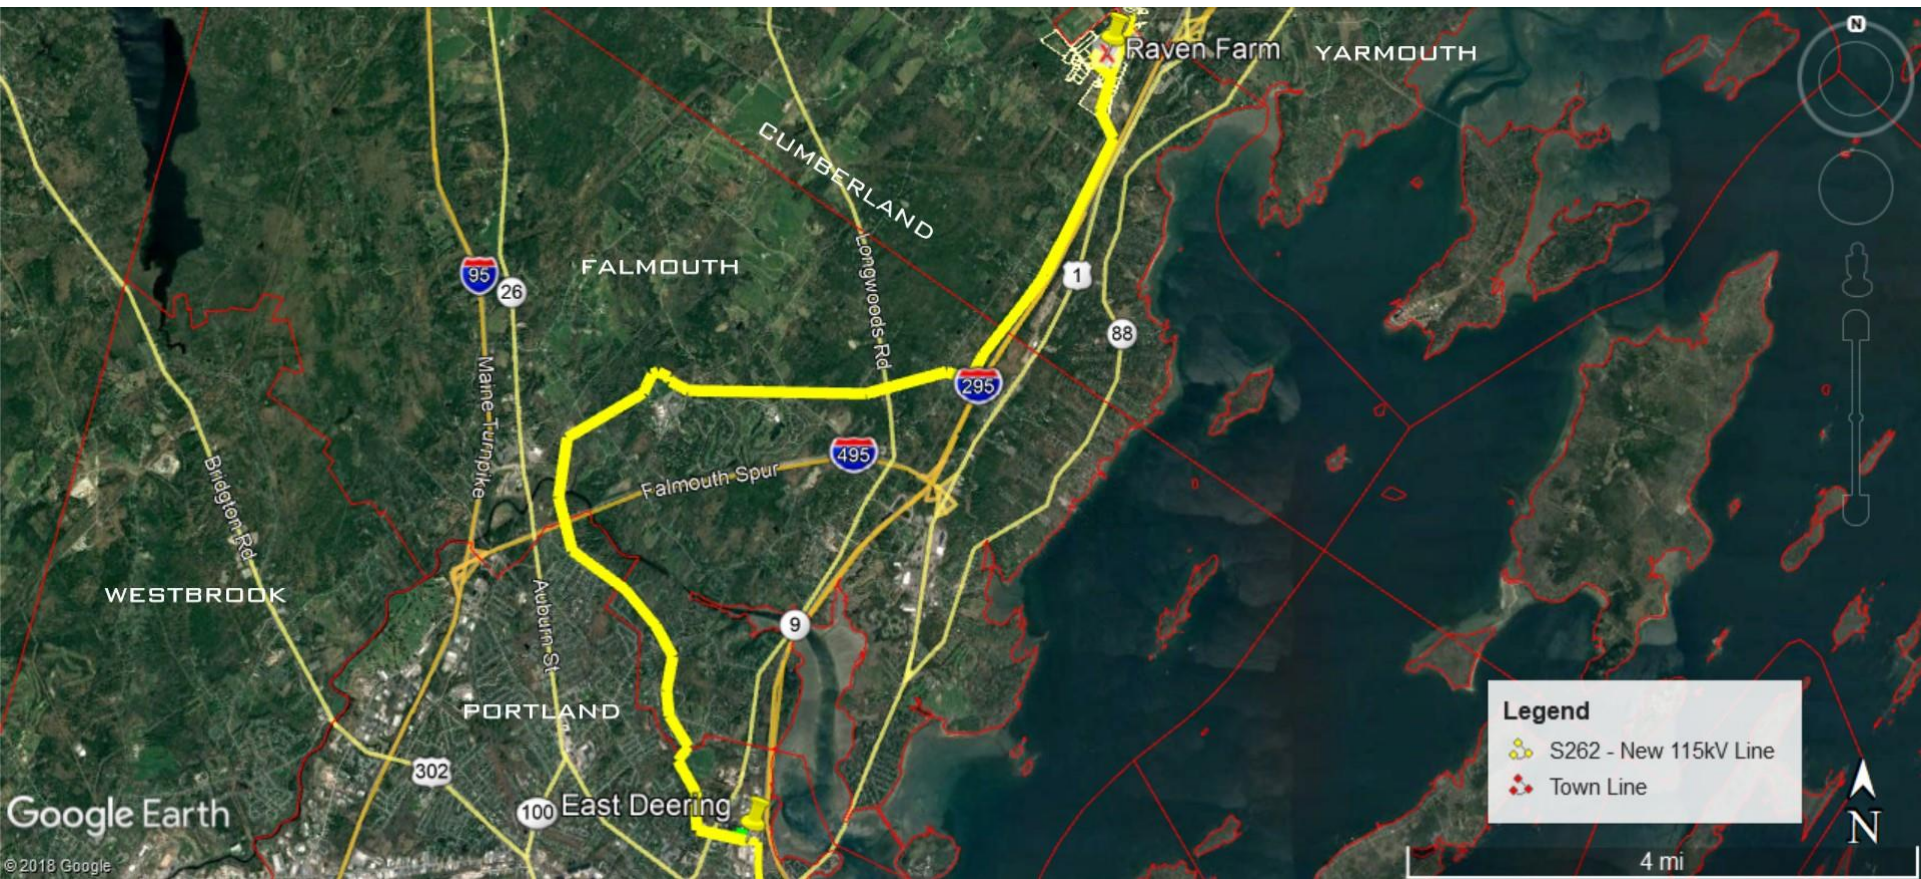 N
Raven Farm
YARMOUTH
CUMBERLAND
Longwoods Rd
FALMOUTH
95
26
1
88
Maine Turnpike
295
495
Falmouth Spur
Bridgton Rd
WESTBROOK
Auburn St
9
PORTLAND
302
100
East Deering
Legend
S262 - New 115kV Line
Town Line
N
4 mi
Google Earth
© 2018 Google